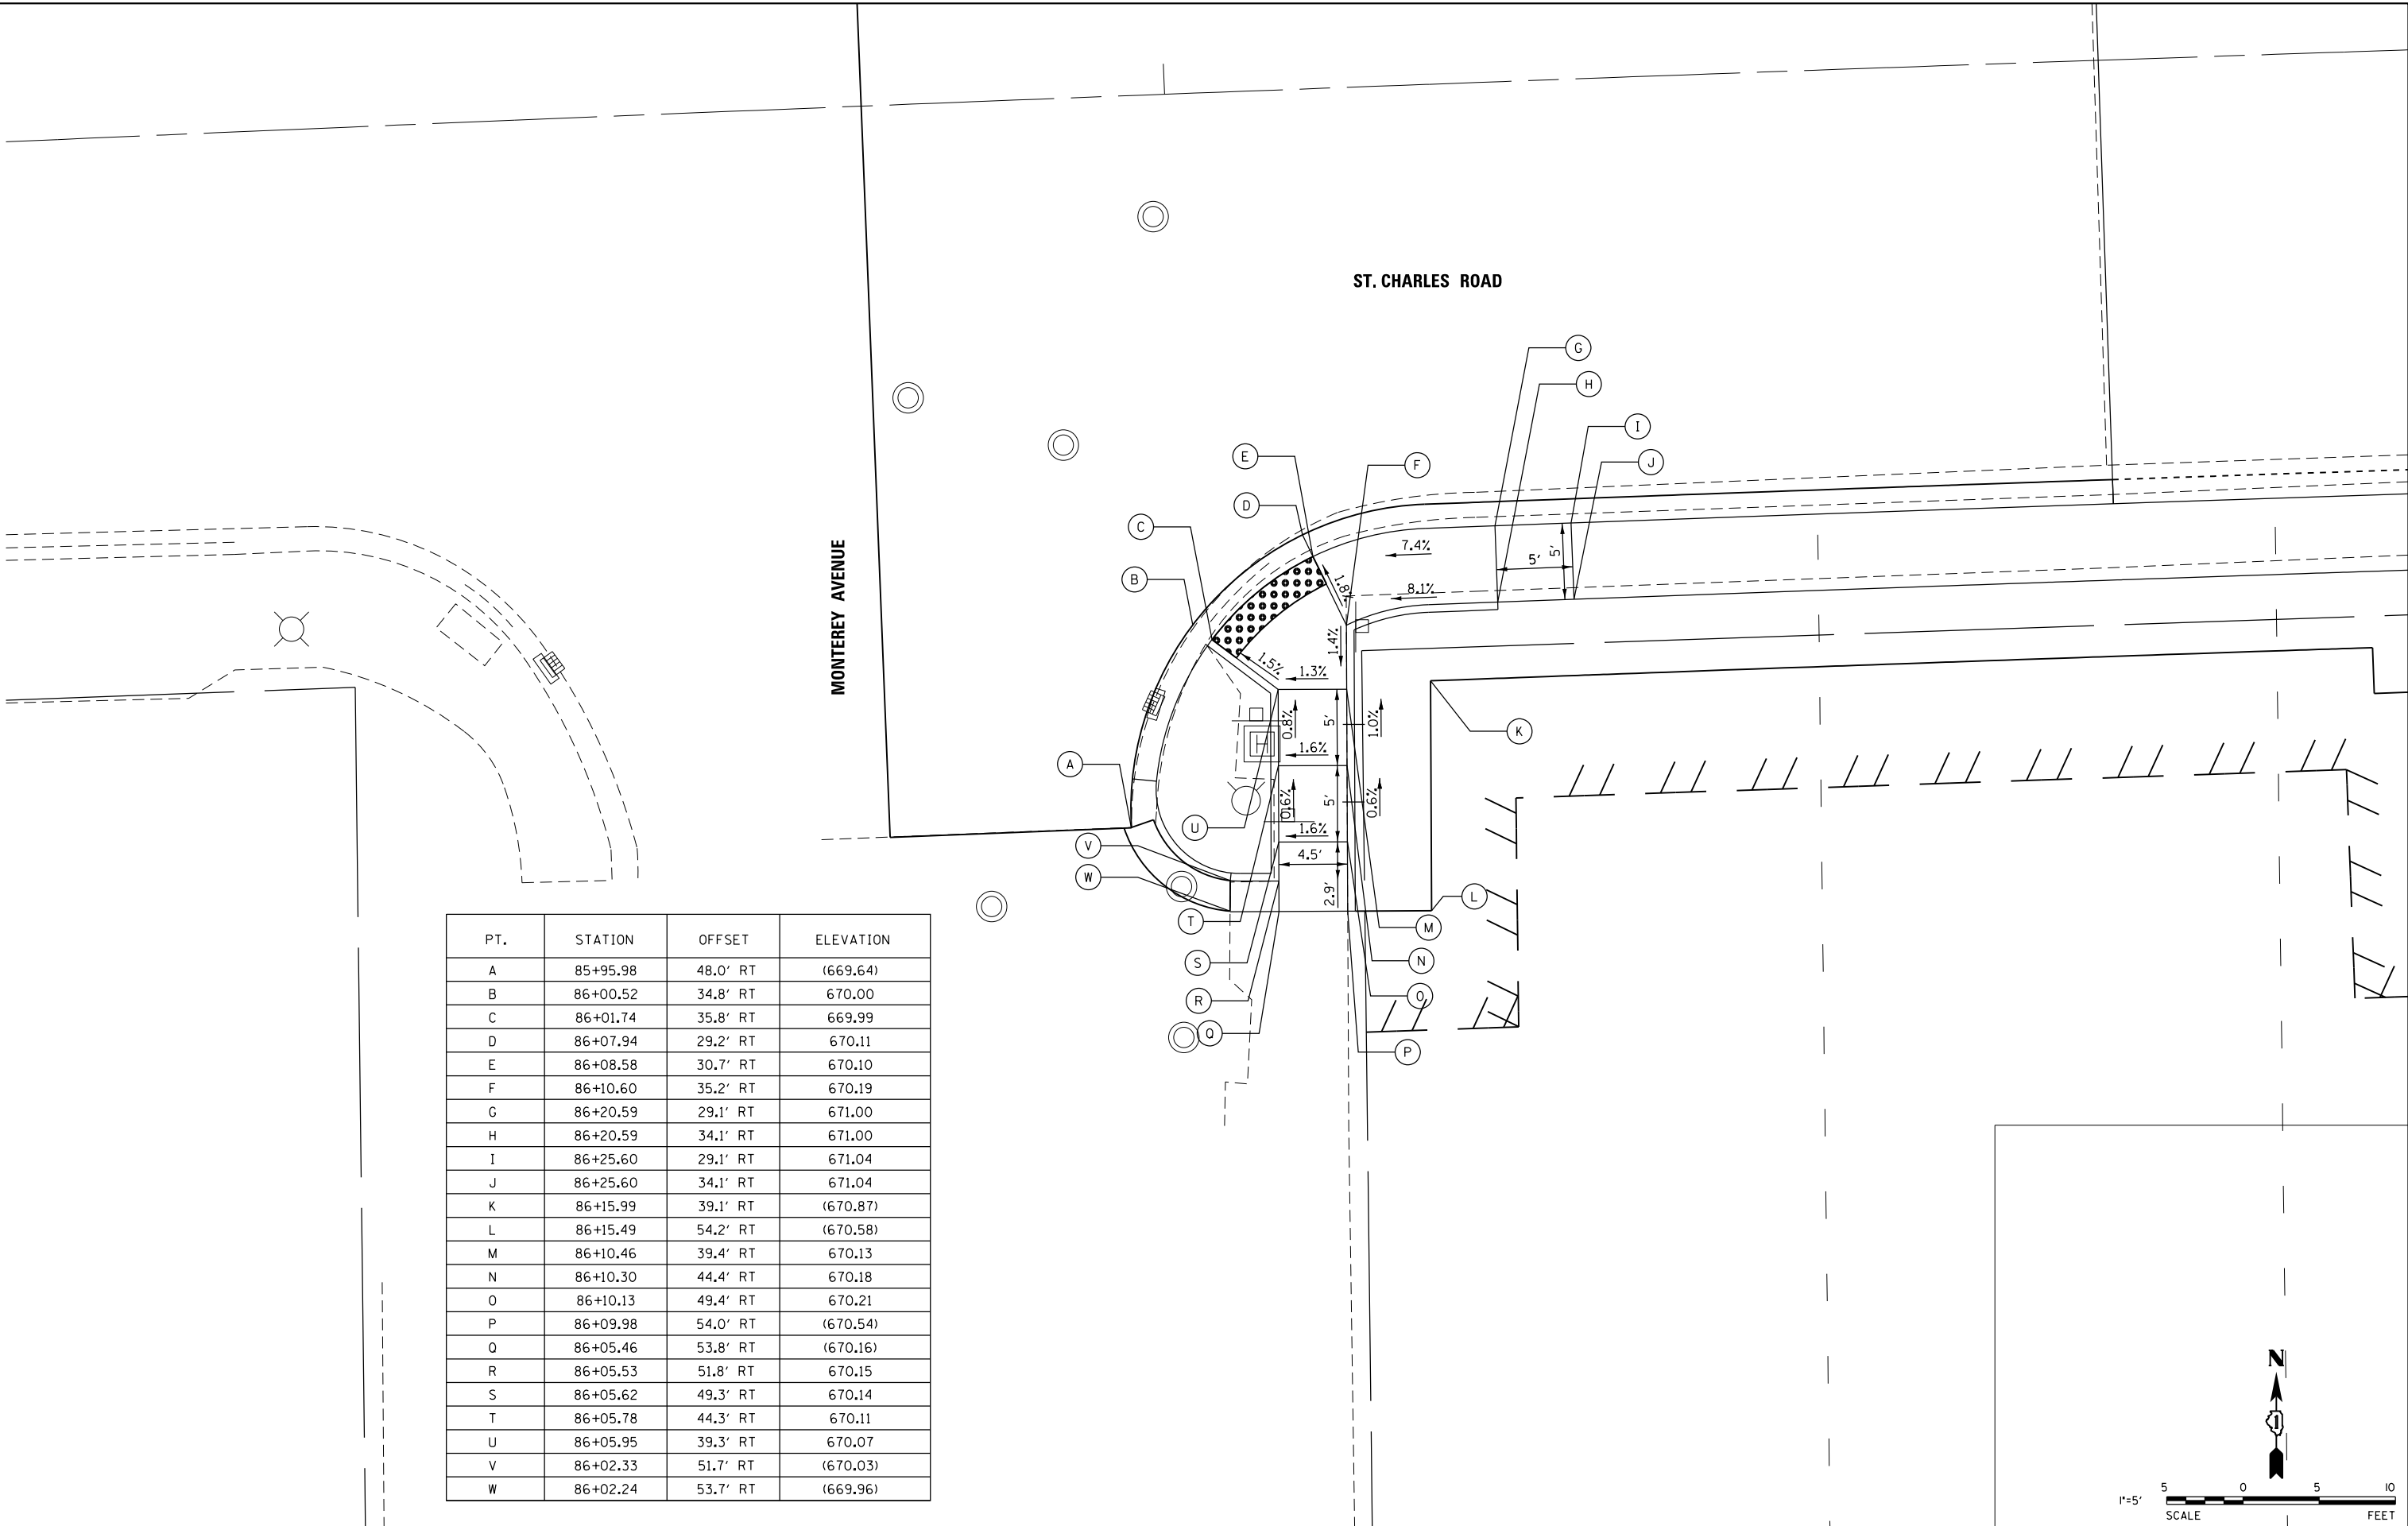 ST. CHARLES ROAD
MONTEREY AVENUE
G
H
I
J
E
F
D
C
B
A
K
L
M
N
O
P
U
V
W
T
S
R
Q
H
7.4%
8.1%
5'
5'
1.8%
1.4%
1.5%
1.3%
0.8%
5'
1.0%
1.6%
0.6%
5'
0.6%
1.6%
4.5'
2.9'
PT. STATION OFFSET ELEVATION
A 85+95.98 48.0' RT (669.64)
B 86+00.52 34.8' RT 670.00
C 86+01.74 35.8' RT 669.99
D 86+07.94 29.2' RT 670.11
E 86+08.58 30.7' RT 670.10
F 86+10.60 35.2' RT 670.19
G 86+20.59 29.1' RT 671.00
H 86+20.59 34.1' RT 671.00
I 86+25.60 29.1' RT 671.04
J 86+25.60 34.1' RT 671.04
K 86+15.99 39.1' RT (670.87)
L 86+15.49 54.2' RT (670.58)
M 86+10.46 39.4' RT 670.13
N 86+10.30 44.4' RT 670.18
O 86+10.13 49.4' RT 670.21
P 86+09.98 54.0' RT (670.54)
Q 86+05.46 53.8' RT (670.16)
R 86+05.53 51.8' RT 670.15
S 86+05.62 49.3' RT 670.14
T 86+05.78 44.3' RT 670.11
U 86+05.95 39.3' RT 670.07
V 86+02.33 51.7' RT (670.03)
W 86+02.24 53.7' RT (669.96)
N
1
5 0 5 10
1"=5'
SCALE FEET